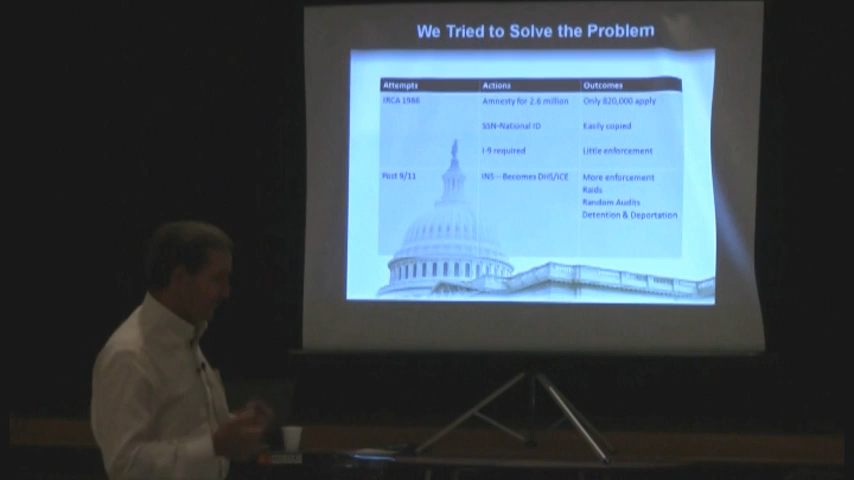 We Tried to Solve the Problem
Attempts Actions Outcomes
IRCA 1986 Amnesty for 2.6 million Only 820,000 apply
SSN-National ID Easily copied
I-9 required Little enforcement
Post 9/11 INS – Becomes DHS/ICE More enforcement
Raids
Random Audits
Detention & Deportation